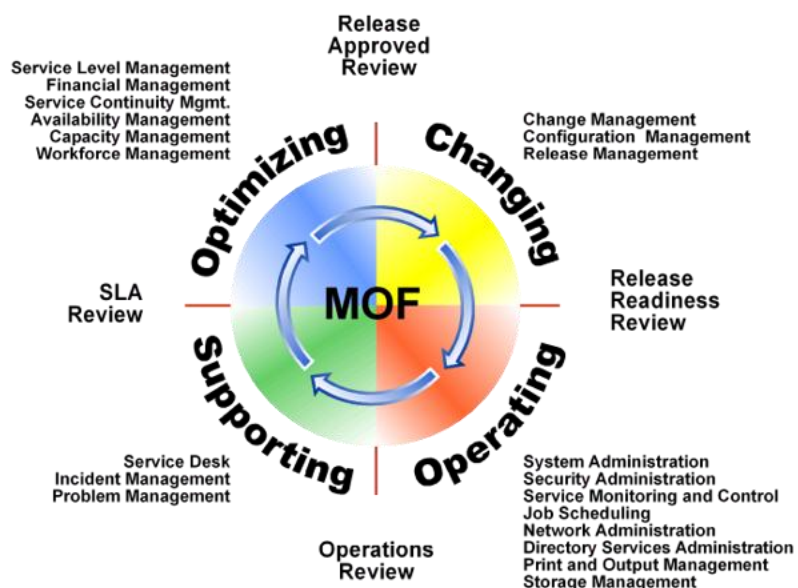 Release
Approved
Review
Service Level Management
Financial Management
Service Continuity Mgmt.
Availability Management
Capacity Management
Workforce Management
Change Management
Configuration Management
Release Management
Optimizing
Changing
SLA
Review
MOF
Release
Readiness
Review
Supporting
Operating
Service Desk
Incident Management
Problem Management
System Administration
Security Administration
Service Monitoring and Control
Job Scheduling
Network Administration
Directory Services Administration
Print and Output Management
Storage Management
Operations
Review